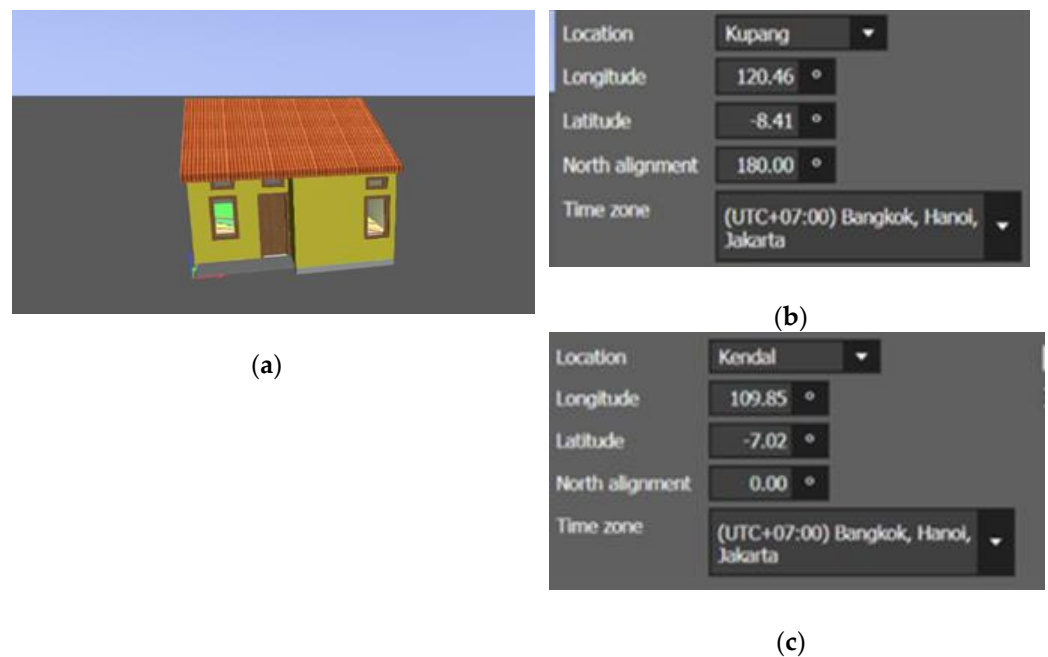 (a)
Location Kupang
Longitude 120.46 °
Latitude -8.41 °
North alignment 180.00 °
Time zone (UTC+07:00) Bangkok, Hanoi,
Jakarta
(b)
Location Kendal
Longitude 109.85 °
Latitude -7.02 °
North alignment 0.00 °
Time zone (UTC+07:00) Bangkok, Hanoi,
Jakarta
(c)